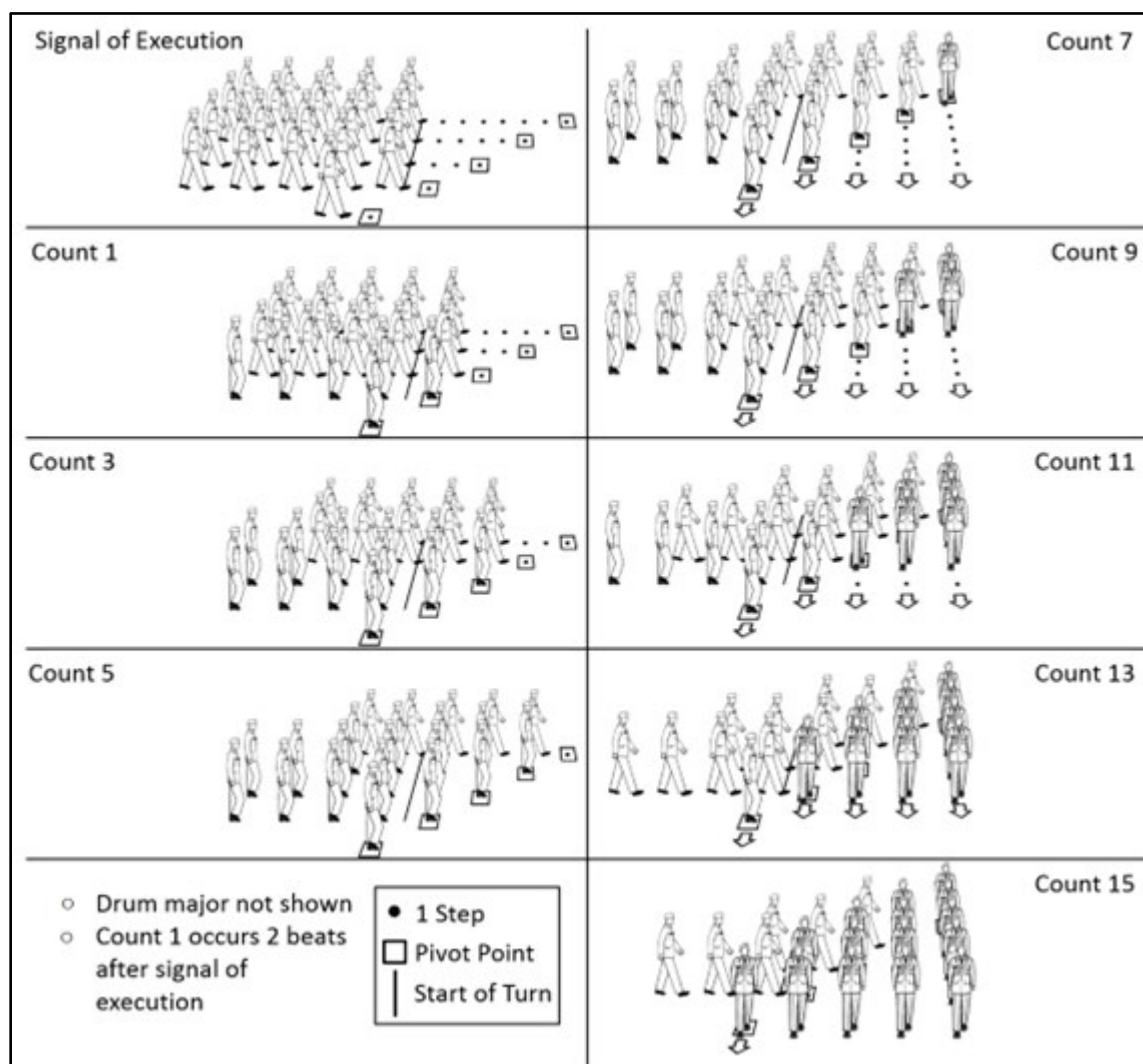 Signal of Execution
Count 7
Count 1
Count 9
Count 3
Count 11
Count 5
Count 13
Drum major not shown
Count 1 occurs 2 beats
after signal of
execution
1 Step
Pivot Point
Start of Turn
Count 15